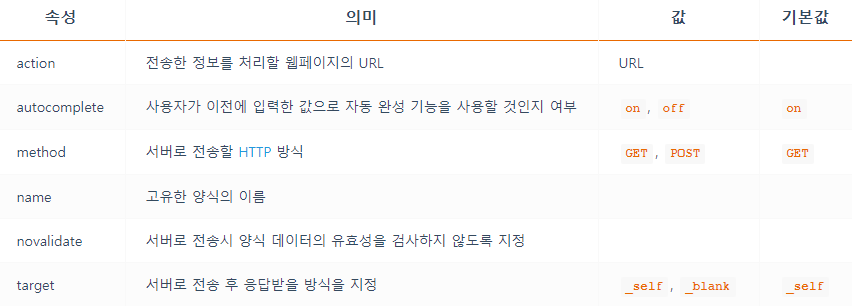 속성 의미 값 기본값
action 전송한 정보를 처리할 웹페이지의 URL URL
autocomplete 사용자가 이전에 입력한 값으로 자동 완성 기능을 사용할 것인지 여부 on , off on
method 서버로 전송할 HTTP 방식 GET , POST GET
name 고유한 양식의 이름
novalidate 서버로 전송시 양식 데이터의 유효성을 검사하지 않도록 지정
target 서버로 전송 후 응답받을 방식을 지정 _self , _blank _self